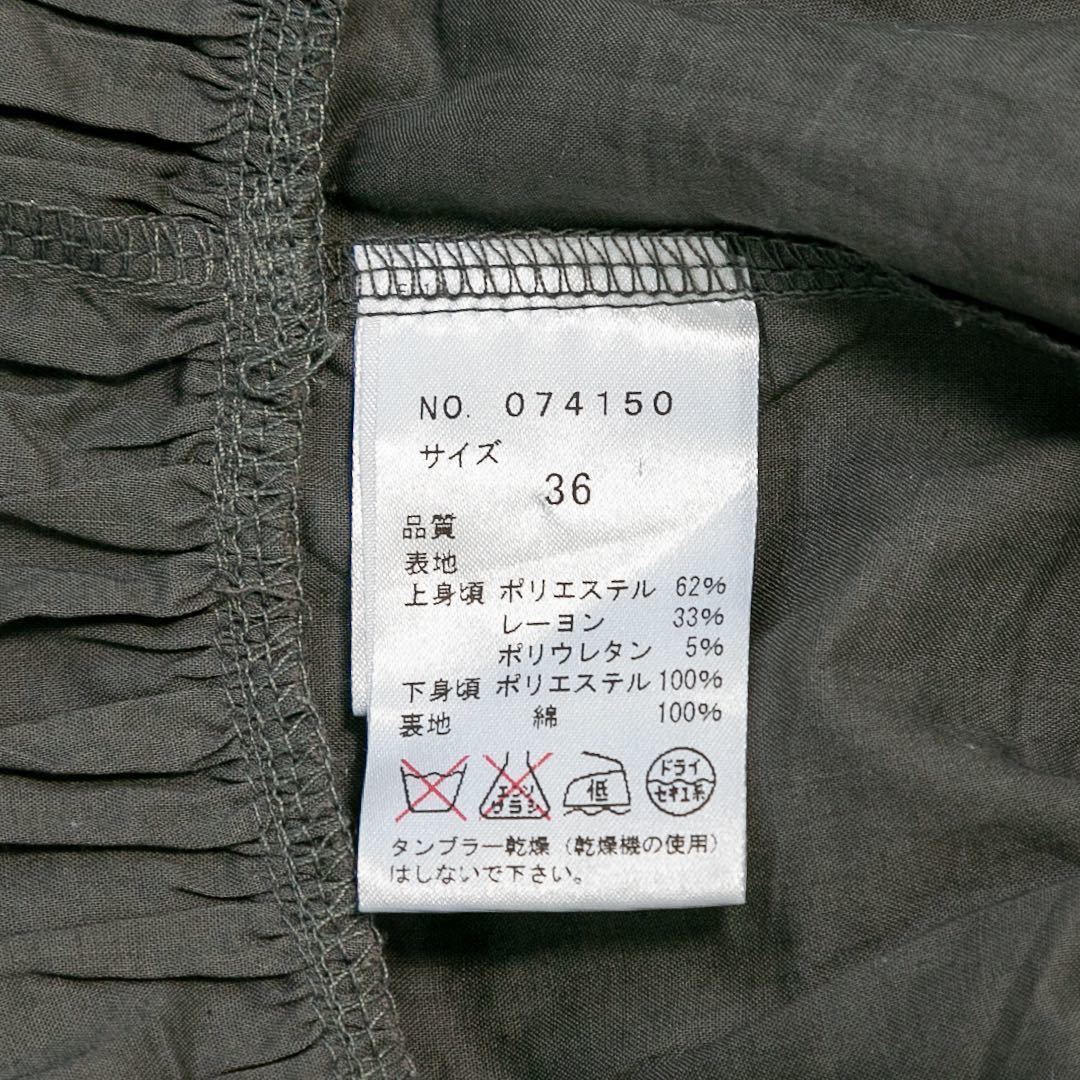 NO. 074150
サイズ
36
品質
表地
上身頃 ポリエステル 62%
レーヨン 33%
ポリウレタン 5%
下身頃 ポリエステル 100%
裏地 綿 100%
エンソ サラシ 低 ドライ セキユ系
タンブラー乾燥（乾燥機の使用）
はしないで下さい。